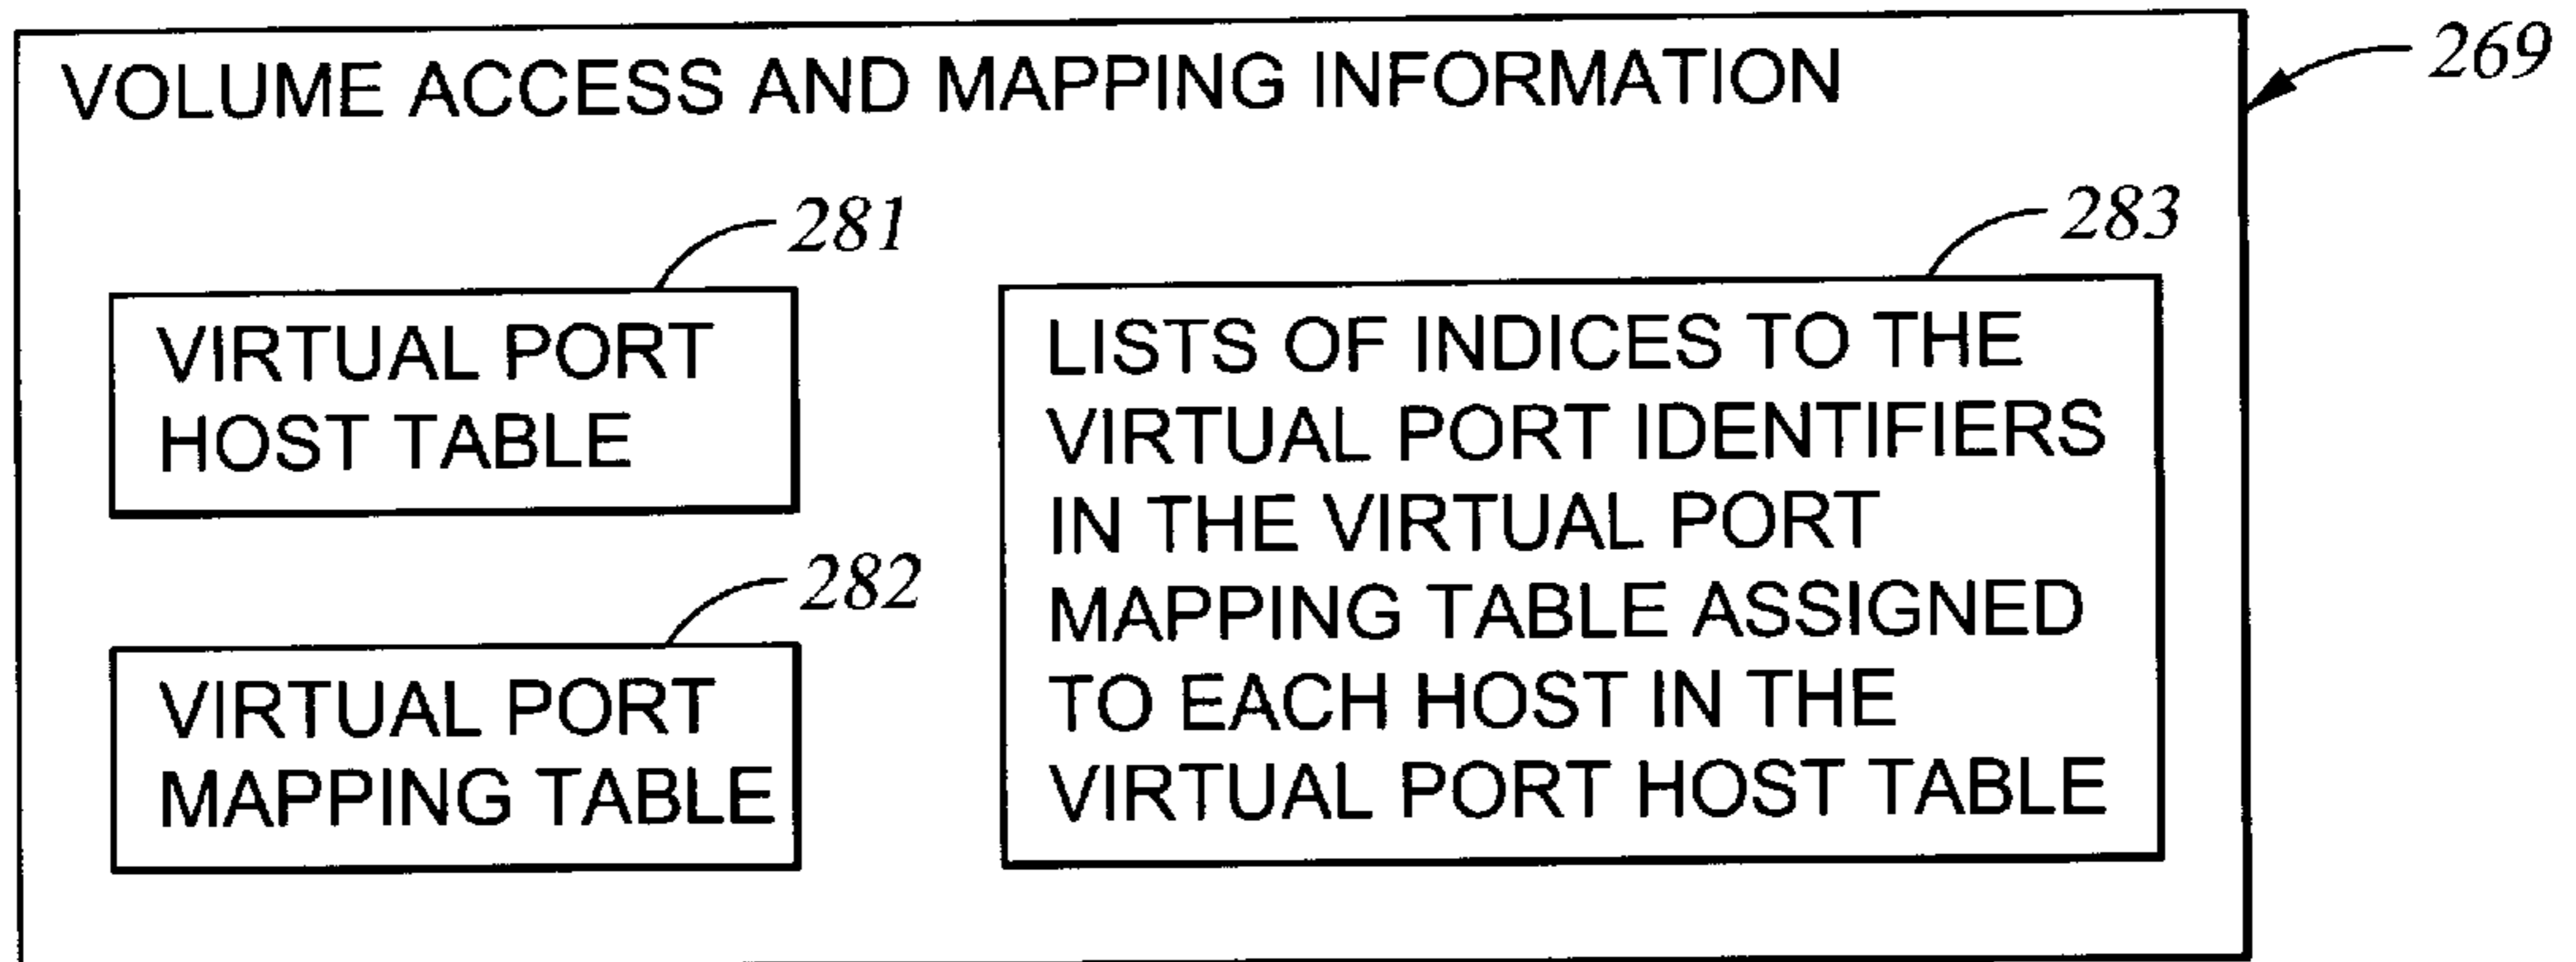 VOLUME ACCESS AND MAPPING INFORMATION
269
281
VIRTUAL PORT
HOST TABLE
282
VIRTUAL PORT
MAPPING TABLE
283
LISTS OF INDICES TO THE
VIRTUAL PORT IDENTIFIERS
IN THE VIRTUAL PORT
MAPPING TABLE ASSIGNED
TO EACH HOST IN THE
VIRTUAL PORT HOST TABLE